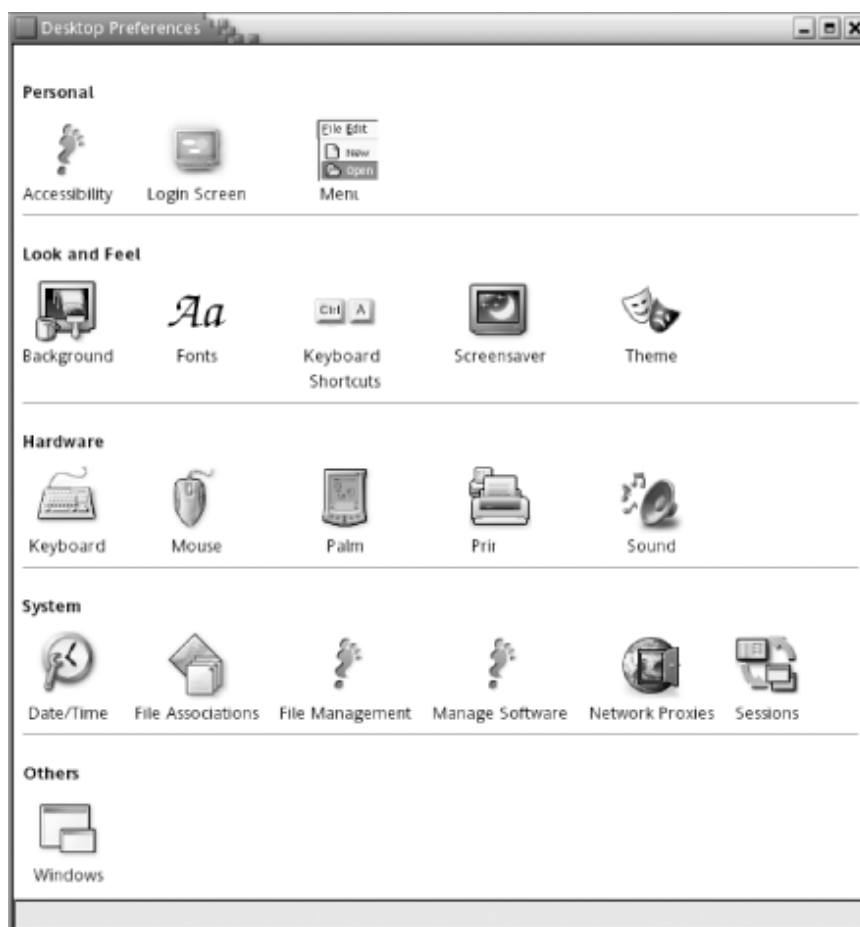 Desktop Preferences
Personal
File Edit
New
Open
Accessibility Login Screen Menu
Look and Feel
Aa
Ctrl A
Background Fonts Keyboard Screensaver Theme
Shortcuts
Hardware
Keyboard Mouse Palm Prir Sound
System
Date/Time File Associations File Management Manage Software Network Proxies Sessions
Others
Windows